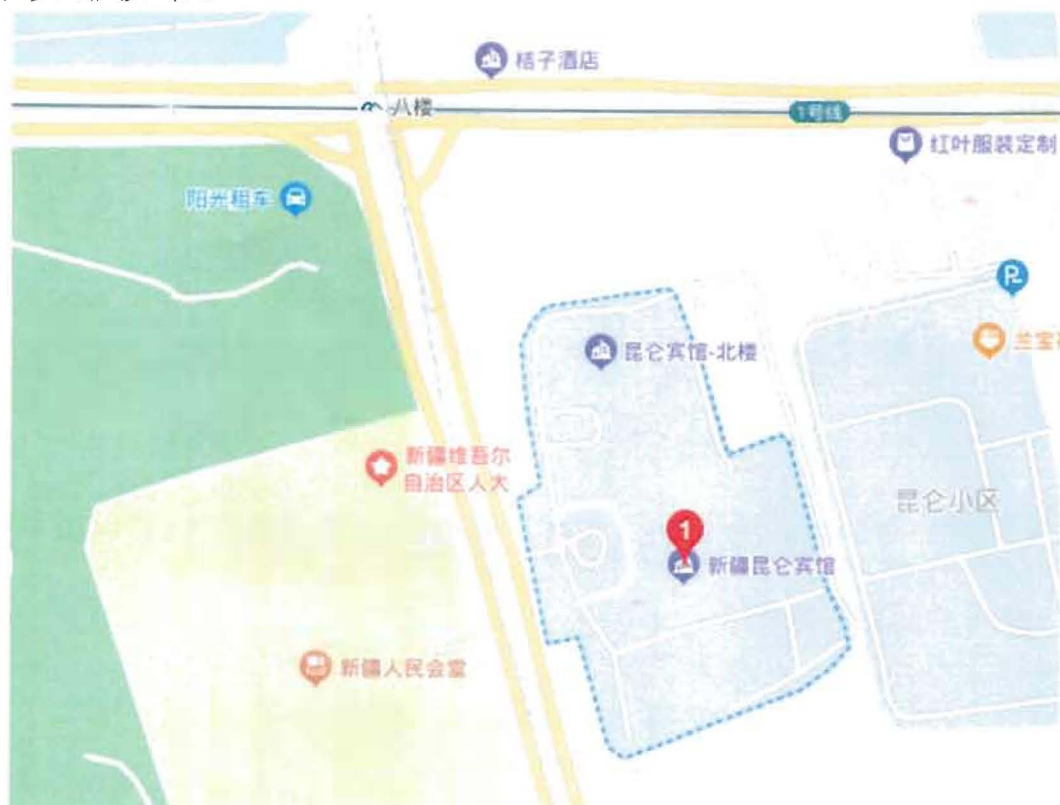 桔子酒店
八楼
1号线
红叶服装定制
阳光租车
P
昆仑宾馆-北楼
兰宝
新疆维吾尔
自治区人大
昆仑小区
1
新疆昆仑宾馆
新疆人民会堂